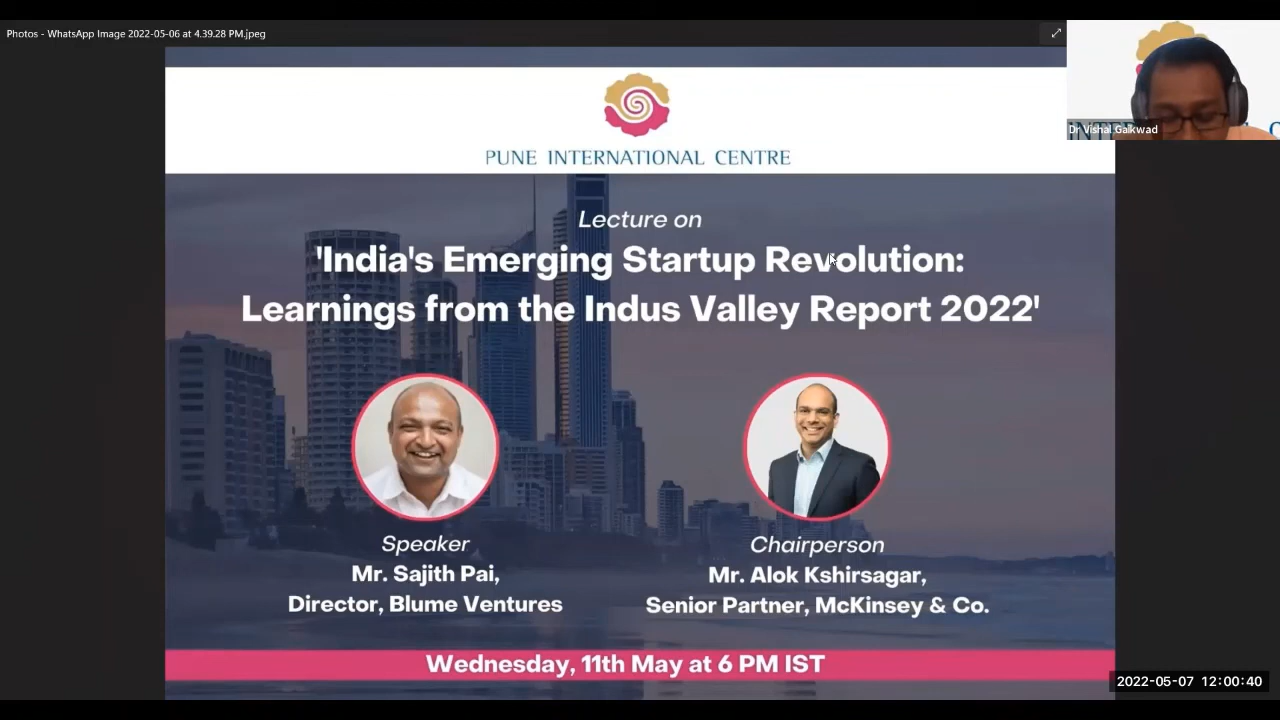 Photos - WhatsApp Image 2022-05-06 at 4.39.28 PM.jpeg
Dr Vishal Gaikwad
PUNE INTERNATIONAL CENTRE
Lecture on
'India's Emerging Startup Revolution:
Learnings from the Indus Valley Report 2022'
Speaker
Mr. Sajith Pai,
Director, Blume Ventures
Chairperson
Mr. Alok Kshirsagar,
Senior Partner, McKinsey & Co.
Wednesday, 11th May at 6 PM IST
2022-05-07 12:00:40